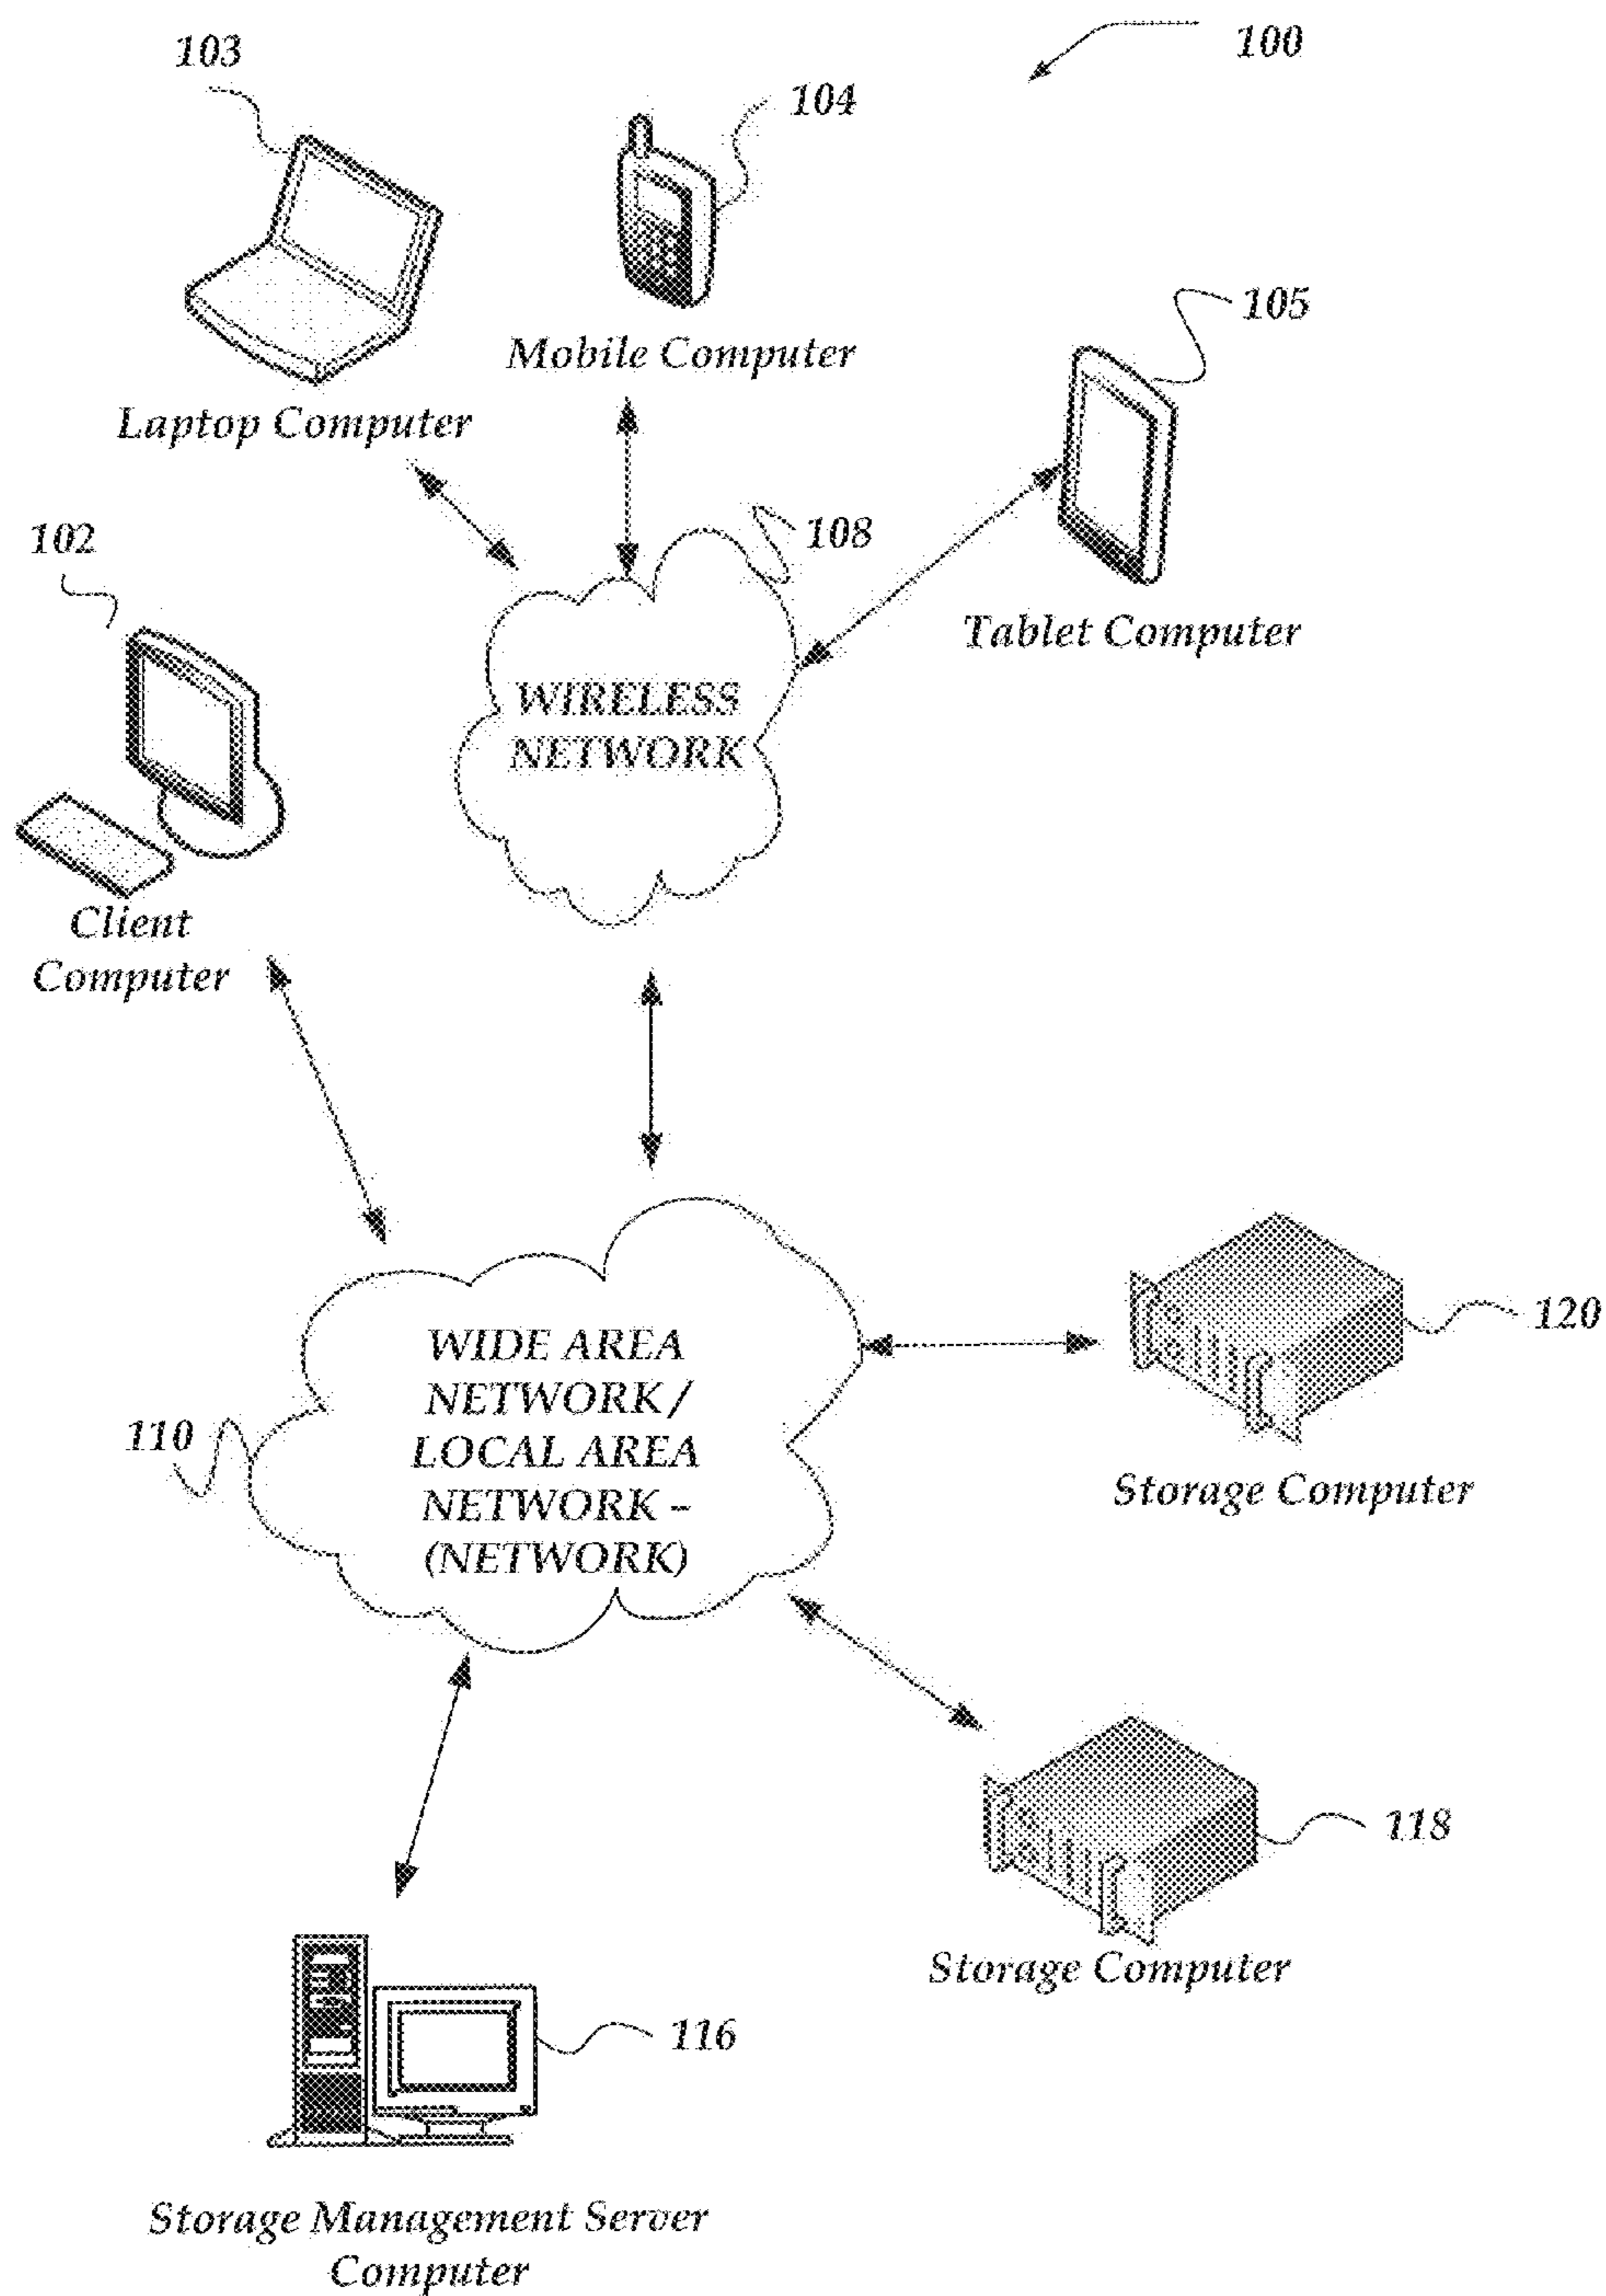 100
103
104
Mobile Computer
105
Laptop Computer
108
102
Tablet Computer
WIRELESS
NETWORK
Client
Computer
120
WIDE AREA
NETWORK /
LOCAL AREA
NETWORK –
(NETWORK)
110
Storage Computer
118
Storage Computer
116
Storage Management Server
Computer